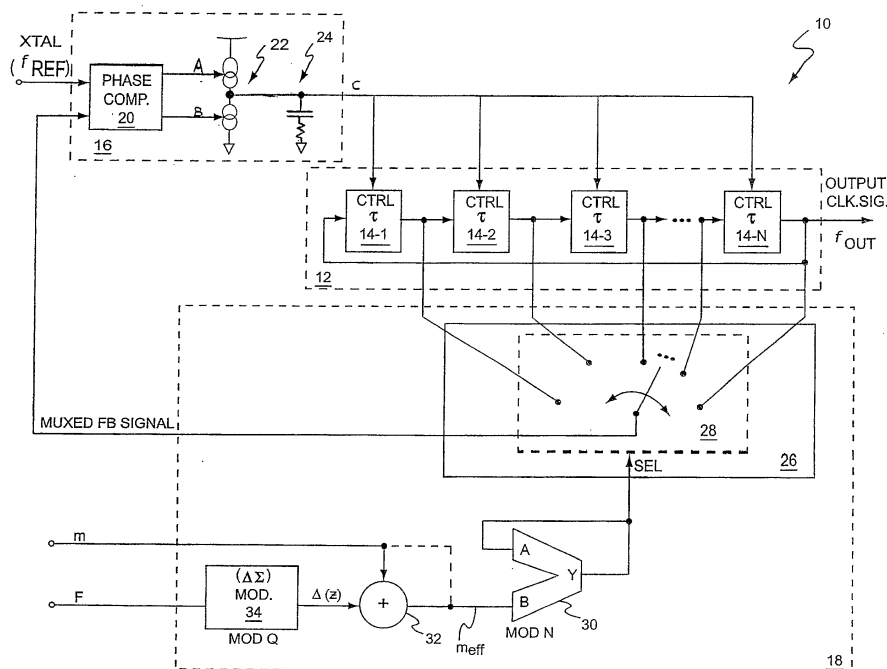 10
XTAL
(fREF)
PHASE
COMP.
20
16
A
B
22
24
C
CTRL
τ
14-1
CTRL
τ
14-2
CTRL
τ
14-3
•••
CTRL
τ
14-N
OUTPUT
CLK.SIG.
fOUT
12
•••
28
26
MUXED FB SIGNAL
SEL
m
A
Y
B
F
(ΔΣ)
MOD.
34
MOD Q
Δ(z)
+
32
meff
MOD N
30
18